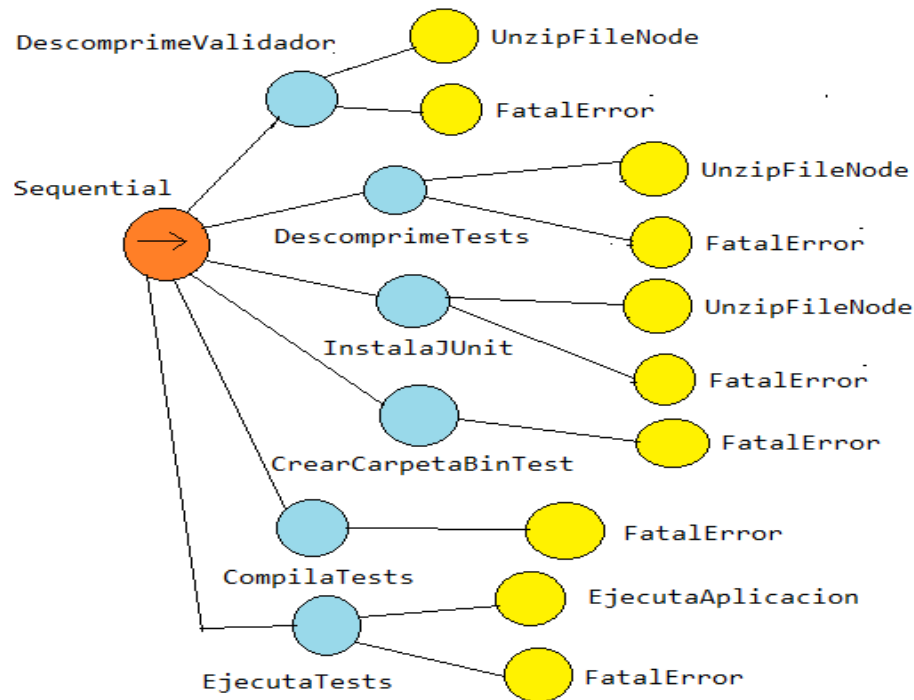 DescomprimeValidador
UnzipFileNode
FatalError
Sequential
UnzipFileNode
DescomprimeTests
FatalError
UnzipFileNode
InstalaJUnit
FatalError
FatalError
CrearCarpetaBinTest
FatalError
CompilaTests
EjecutaAplicacion
EjecutaTests
FatalError